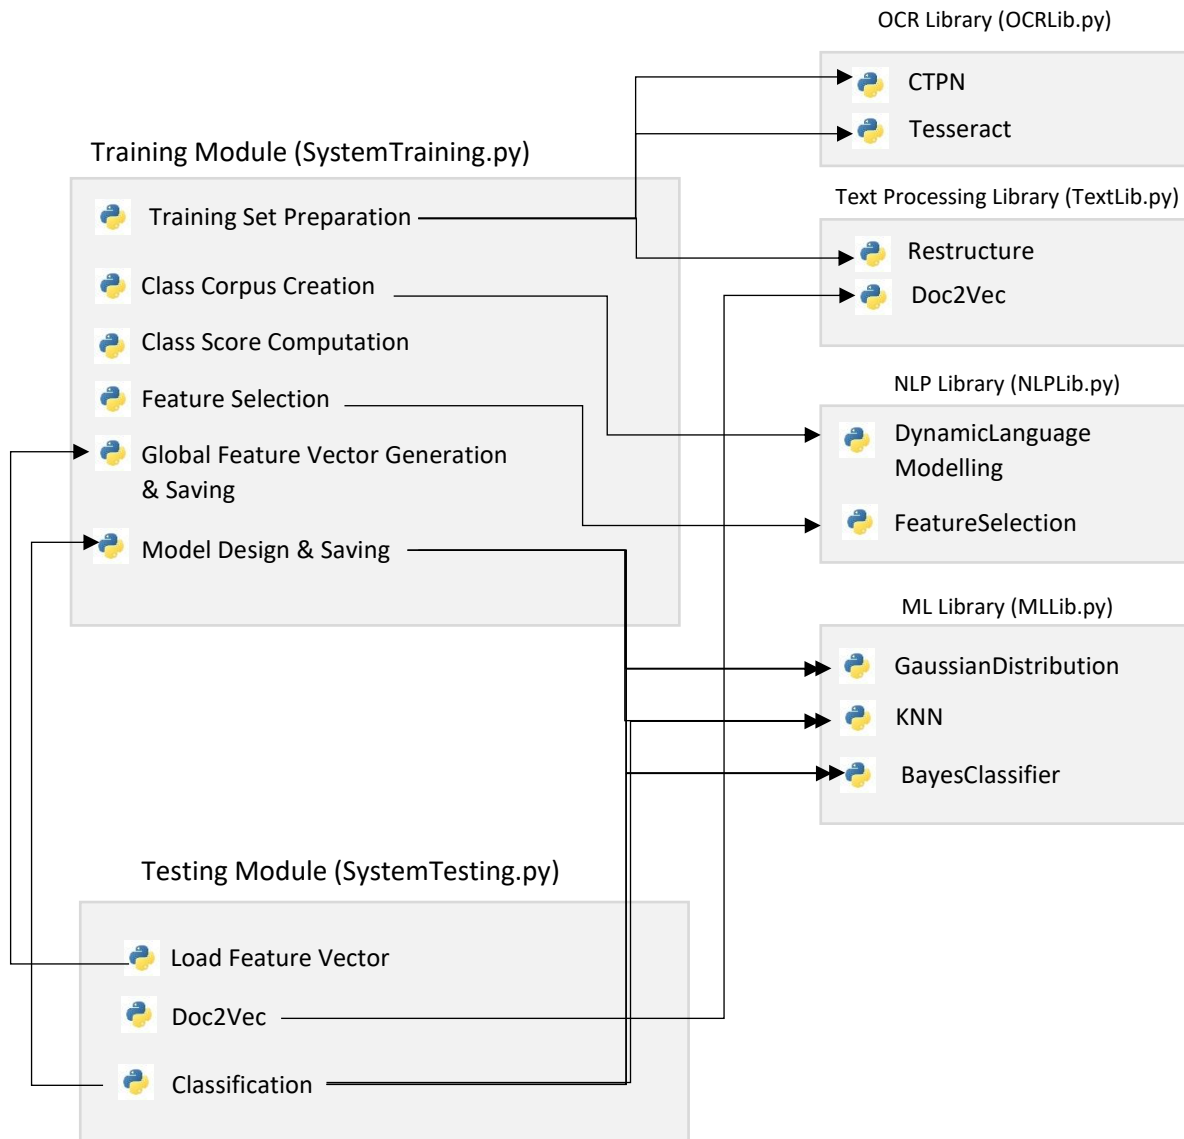 OCR Library (OCRLib.py)
CTPN
Tesseract
Training Module (SystemTraining.py)
Training Set Preparation
Class Corpus Creation
Class Score Computation
Feature Selection
Global Feature Vector Generation
& Saving
Model Design & Saving
Text Processing Library (TextLib.py)
Restructure
Doc2Vec
NLP Library (NLPLib.py)
DynamicLanguage
Modelling
FeatureSelection
ML Library (MLLib.py)
GaussianDistribution
KNN
BayesClassifier
Testing Module (SystemTesting.py)
Load Feature Vector
Doc2Vec
Classification